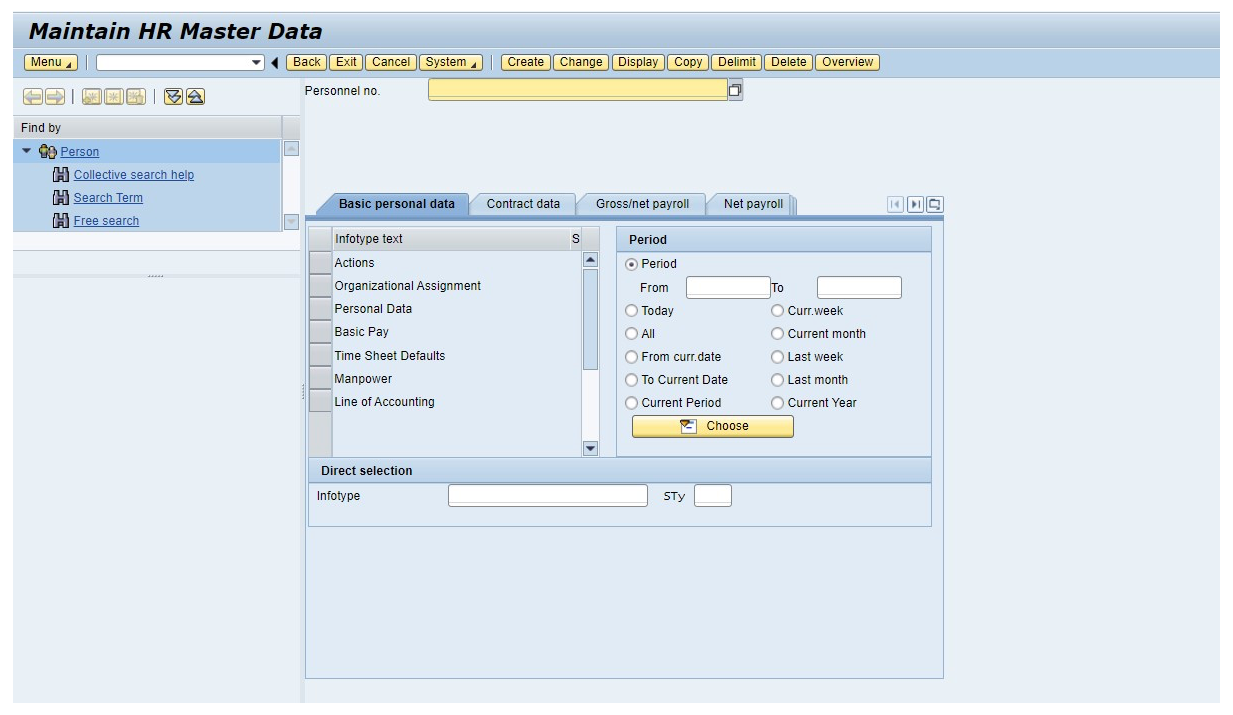 Maintain HR Master Data
Menu Back Exit Cancel System Create Change Display Copy Delimit Delete Overview
Personnel no.
Find by
Person
Collective search help
Search Term
Free search
Basic personal data Contract data Gross/net payroll Net payroll
Infotype text S
Actions
Organizational Assignment
Personal Data
Basic Pay
Time Sheet Defaults
Manpower
Line of Accounting
Period
Period
From To
Today Curr.week
All Current month
From curr.date Last week
To Current Date Last month
Current Period Current Year
Choose
Direct selection
Infotype STy